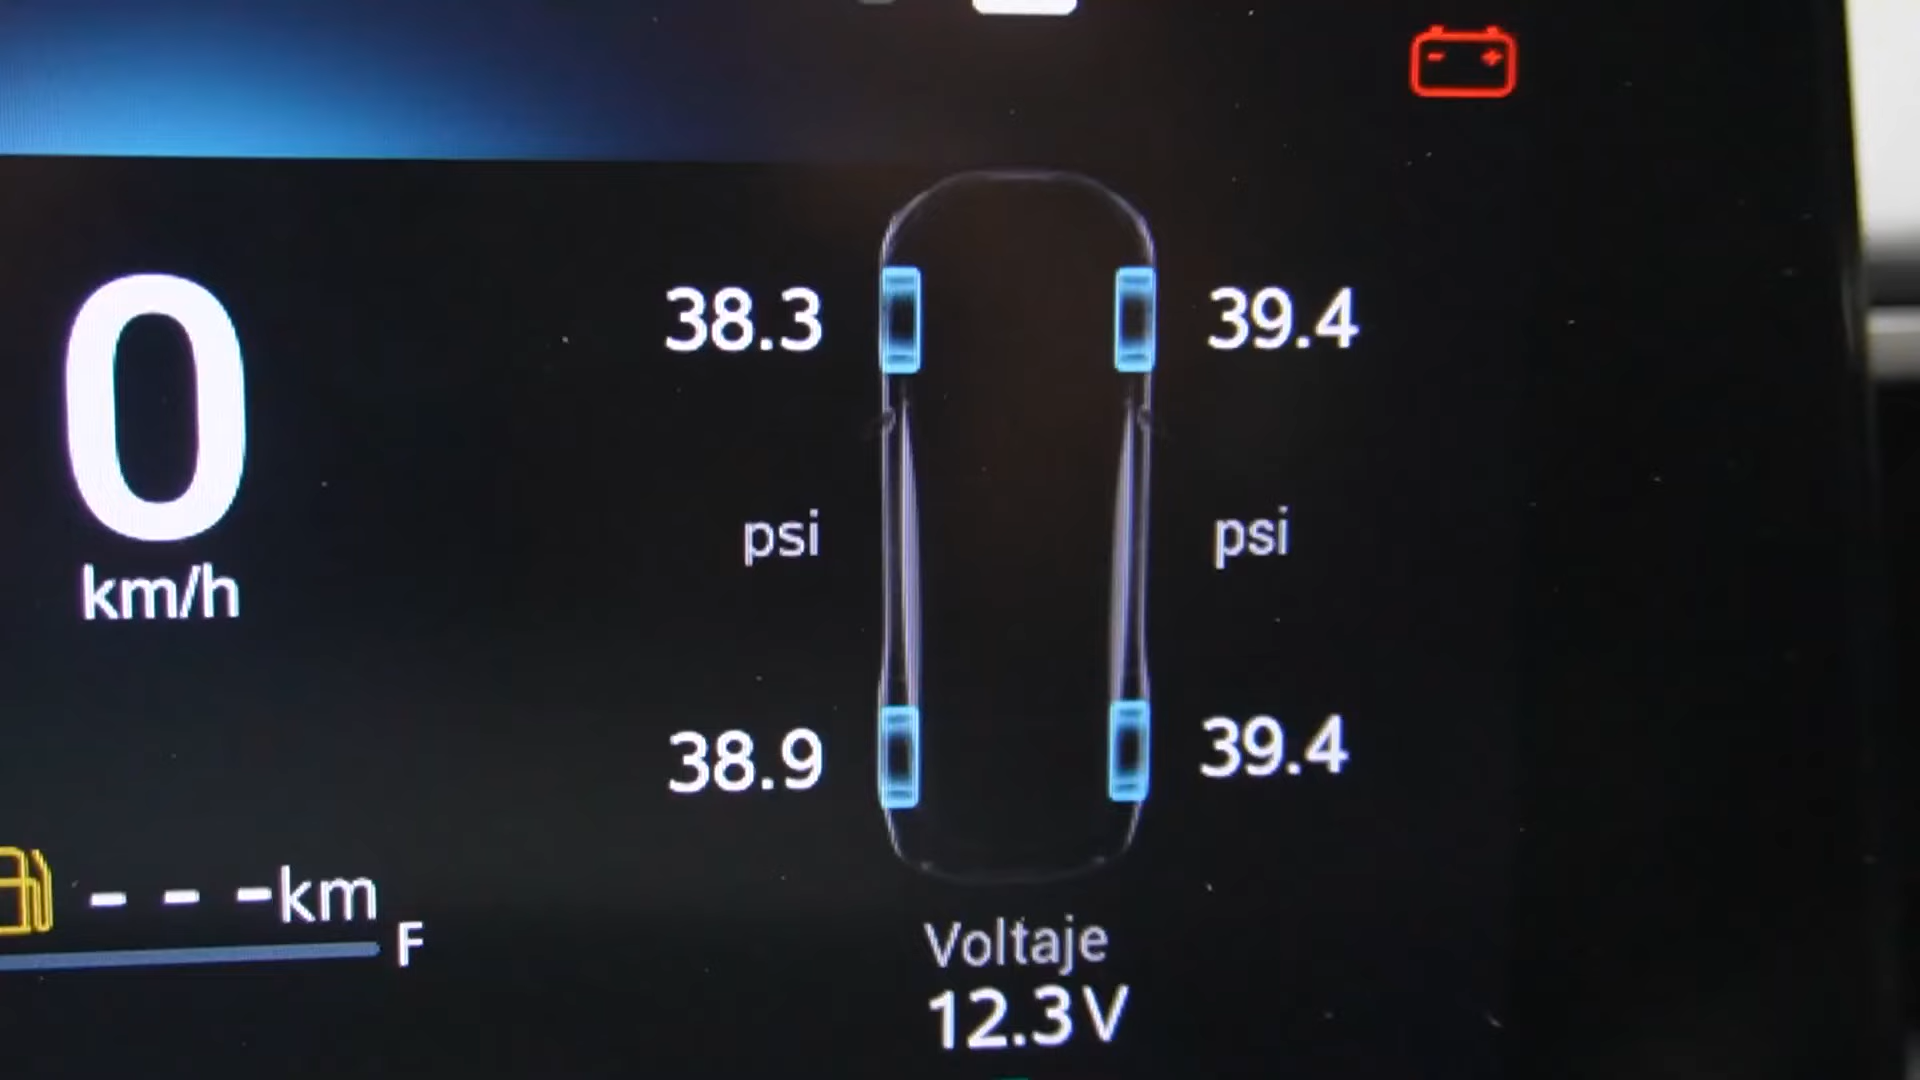 0
km/h
38.3
39.4
psi
psi
38.9
39.4
- - -km
F
Voltaje
12.3V